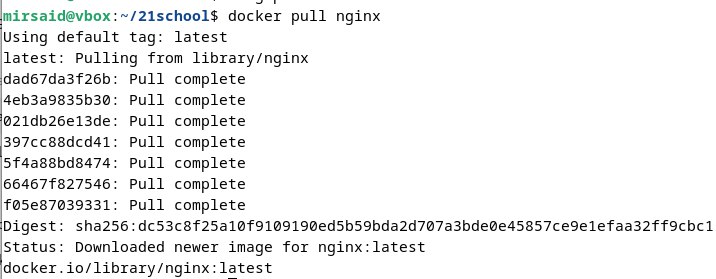 mirsaid@vbox:~/21school$ docker pull nginx
Using default tag: latest
latest: Pulling from library/nginx
dad67da3f26b: Pull complete
4eb3a9835b30: Pull complete
021db26e13de: Pull complete
397cc88dcd41: Pull complete
5f4a88bd8474: Pull complete
66467f827546: Pull complete
f05e87039331: Pull complete
Digest: sha256:dc53c8f25a10f9109190ed5b59bda2d707a3bde0e45857ce9e1efaa32ff9cbc1
Status: Downloaded newer image for nginx:latest
docker.io/library/nginx:latest